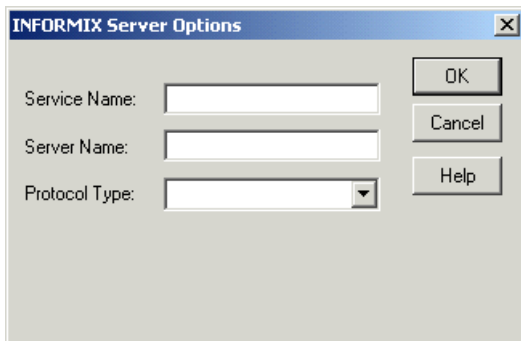 INFORMIX Server Options
OK
Service Name:
Cancel
Server Name:
Help
Protocol Type: